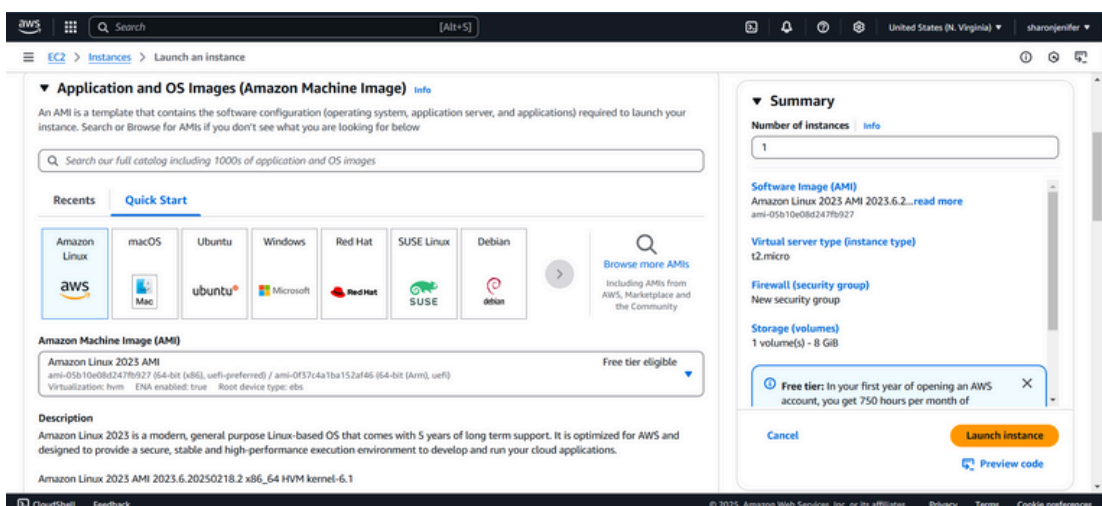 aws
Search
[Alt+S]
United States (N. Virginia)
sharonjenifer
EC2 > Instances > Launch an instance
Application and OS Images (Amazon Machine Image) Info
An AMI is a template that contains the software configuration (operating system, application server, and applications) required to launch your
instance. Search or Browse for AMIs if you don't see what you are looking for below
Search our full catalog including 1000s of application and OS images
Recents
Quick Start
Amazon
Linux
aws
macOS
Mac
Ubuntu
ubuntu®
Windows
Microsoft
Red Hat
Red Hat
SUSE Linux
SUSE
Debian
debian
Browse more AMIs
Including AMIs from
AWS, Marketplace and
the Community
Amazon Machine Image (AMI)
Amazon Linux 2023 AMI
Free tier eligible
ami-05b10e08d247fb927 (64-bit (x86), uefi-preferred) / ami-0f37c4a1ba152af46 (64-bit (Arm), uefi)
Virtualization: hvm ENA enabled: true Root device type: ebs
Description
Amazon Linux 2023 is a modern, general purpose Linux-based OS that comes with 5 years of long term support. It is optimized for AWS and
designed to provide a secure, stable and high-performance execution environment to develop and run your cloud applications.
Amazon Linux 2023 AMI 2023.6.20250218.2 x86_64 HVM kernel-6.1
Summary
Number of instances Info
1
Software Image (AMI)
Amazon Linux 2023 AMI 2023.6.2...read more
ami-05b10e08d247fb927
Virtual server type (instance type)
t2.micro
Firewall (security group)
New security group
Storage (volumes)
1 volume(s) - 8 GiB
Free tier: In your first year of opening an AWS
account, you get 750 hours per month of
Cancel
Launch instance
Preview code
CloudShell Feedback
© 2025, Amazon Web Services, Inc. or its affiliates. Privacy Terms Cookie preferences